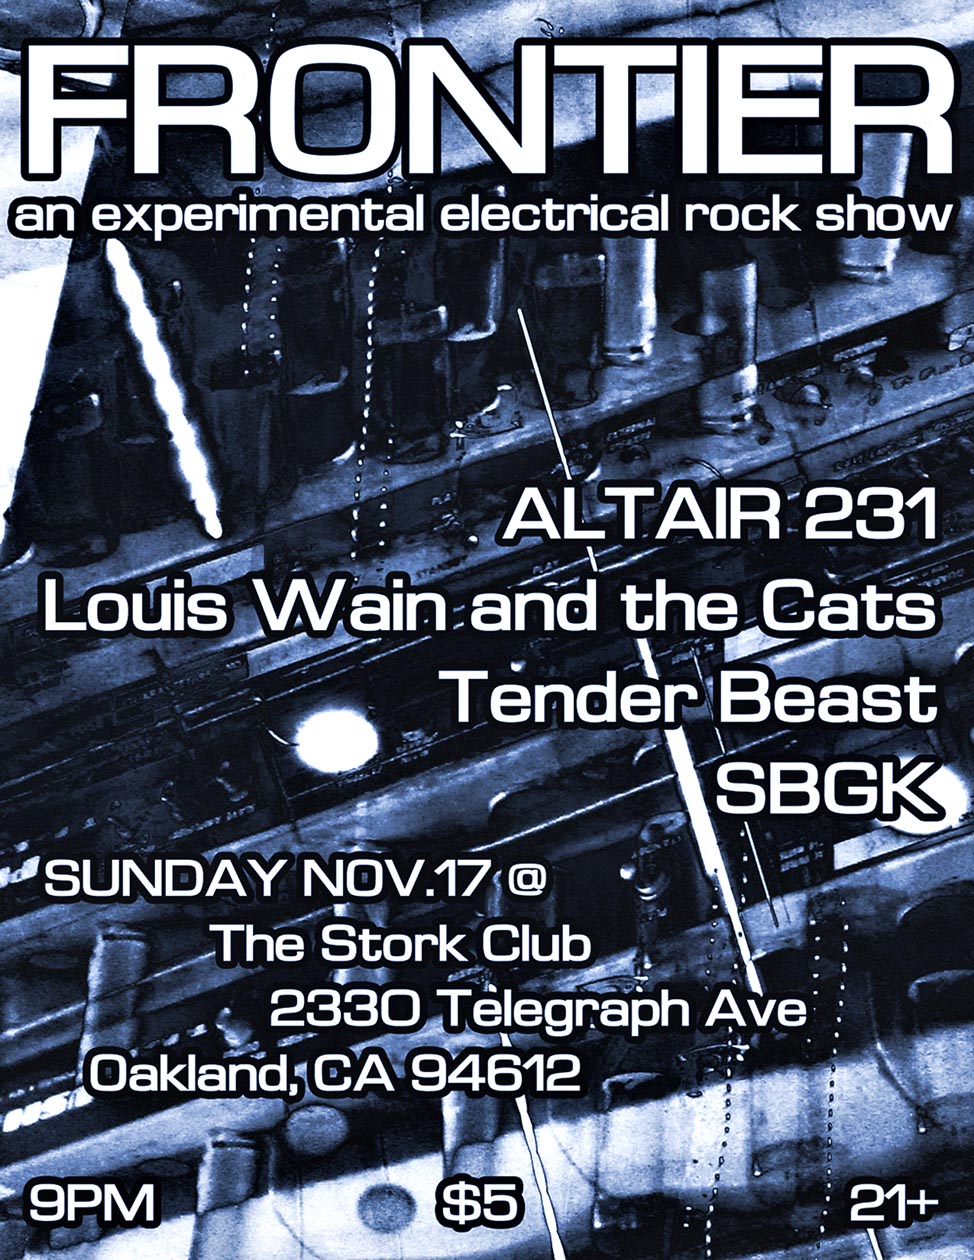 FRONTIER
an experimental electrical rock show
ALTAIR 231
Louis Wain and the Cats
Tender Beast
SBGK
SUNDAY NOV.17 @
The Stork Club
2330 Telegraph Ave
Oakland, CA 94612
9PM $5 21+